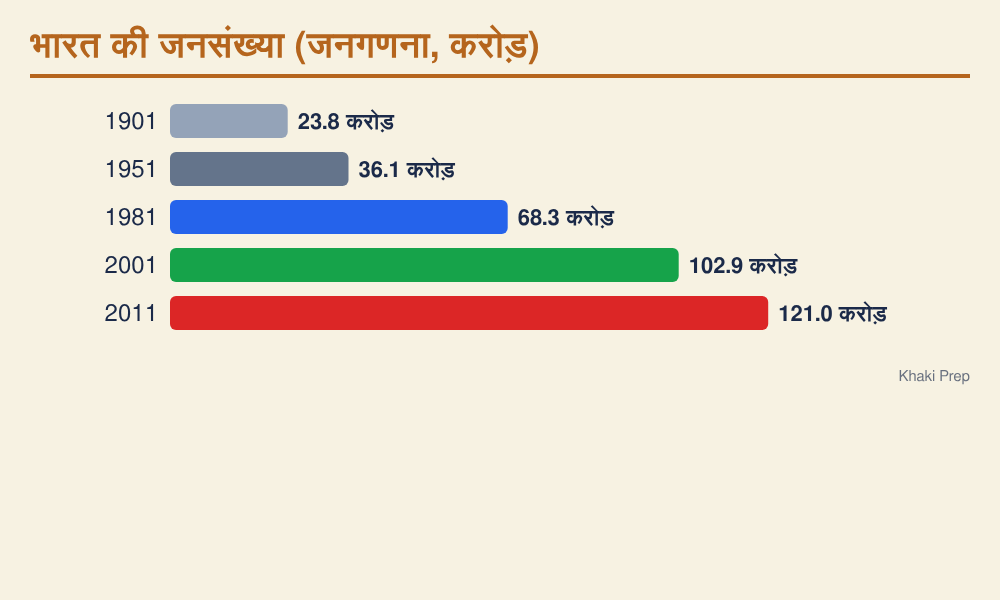 भारत की जनसंख्या (जनगणना, करोड़)
1901 23.8 करोड़
1951 36.1 करोड़
1981 68.3 करोड़
2001 102.9 करोड़
2011 121.0 करोड़
Khaki Prep